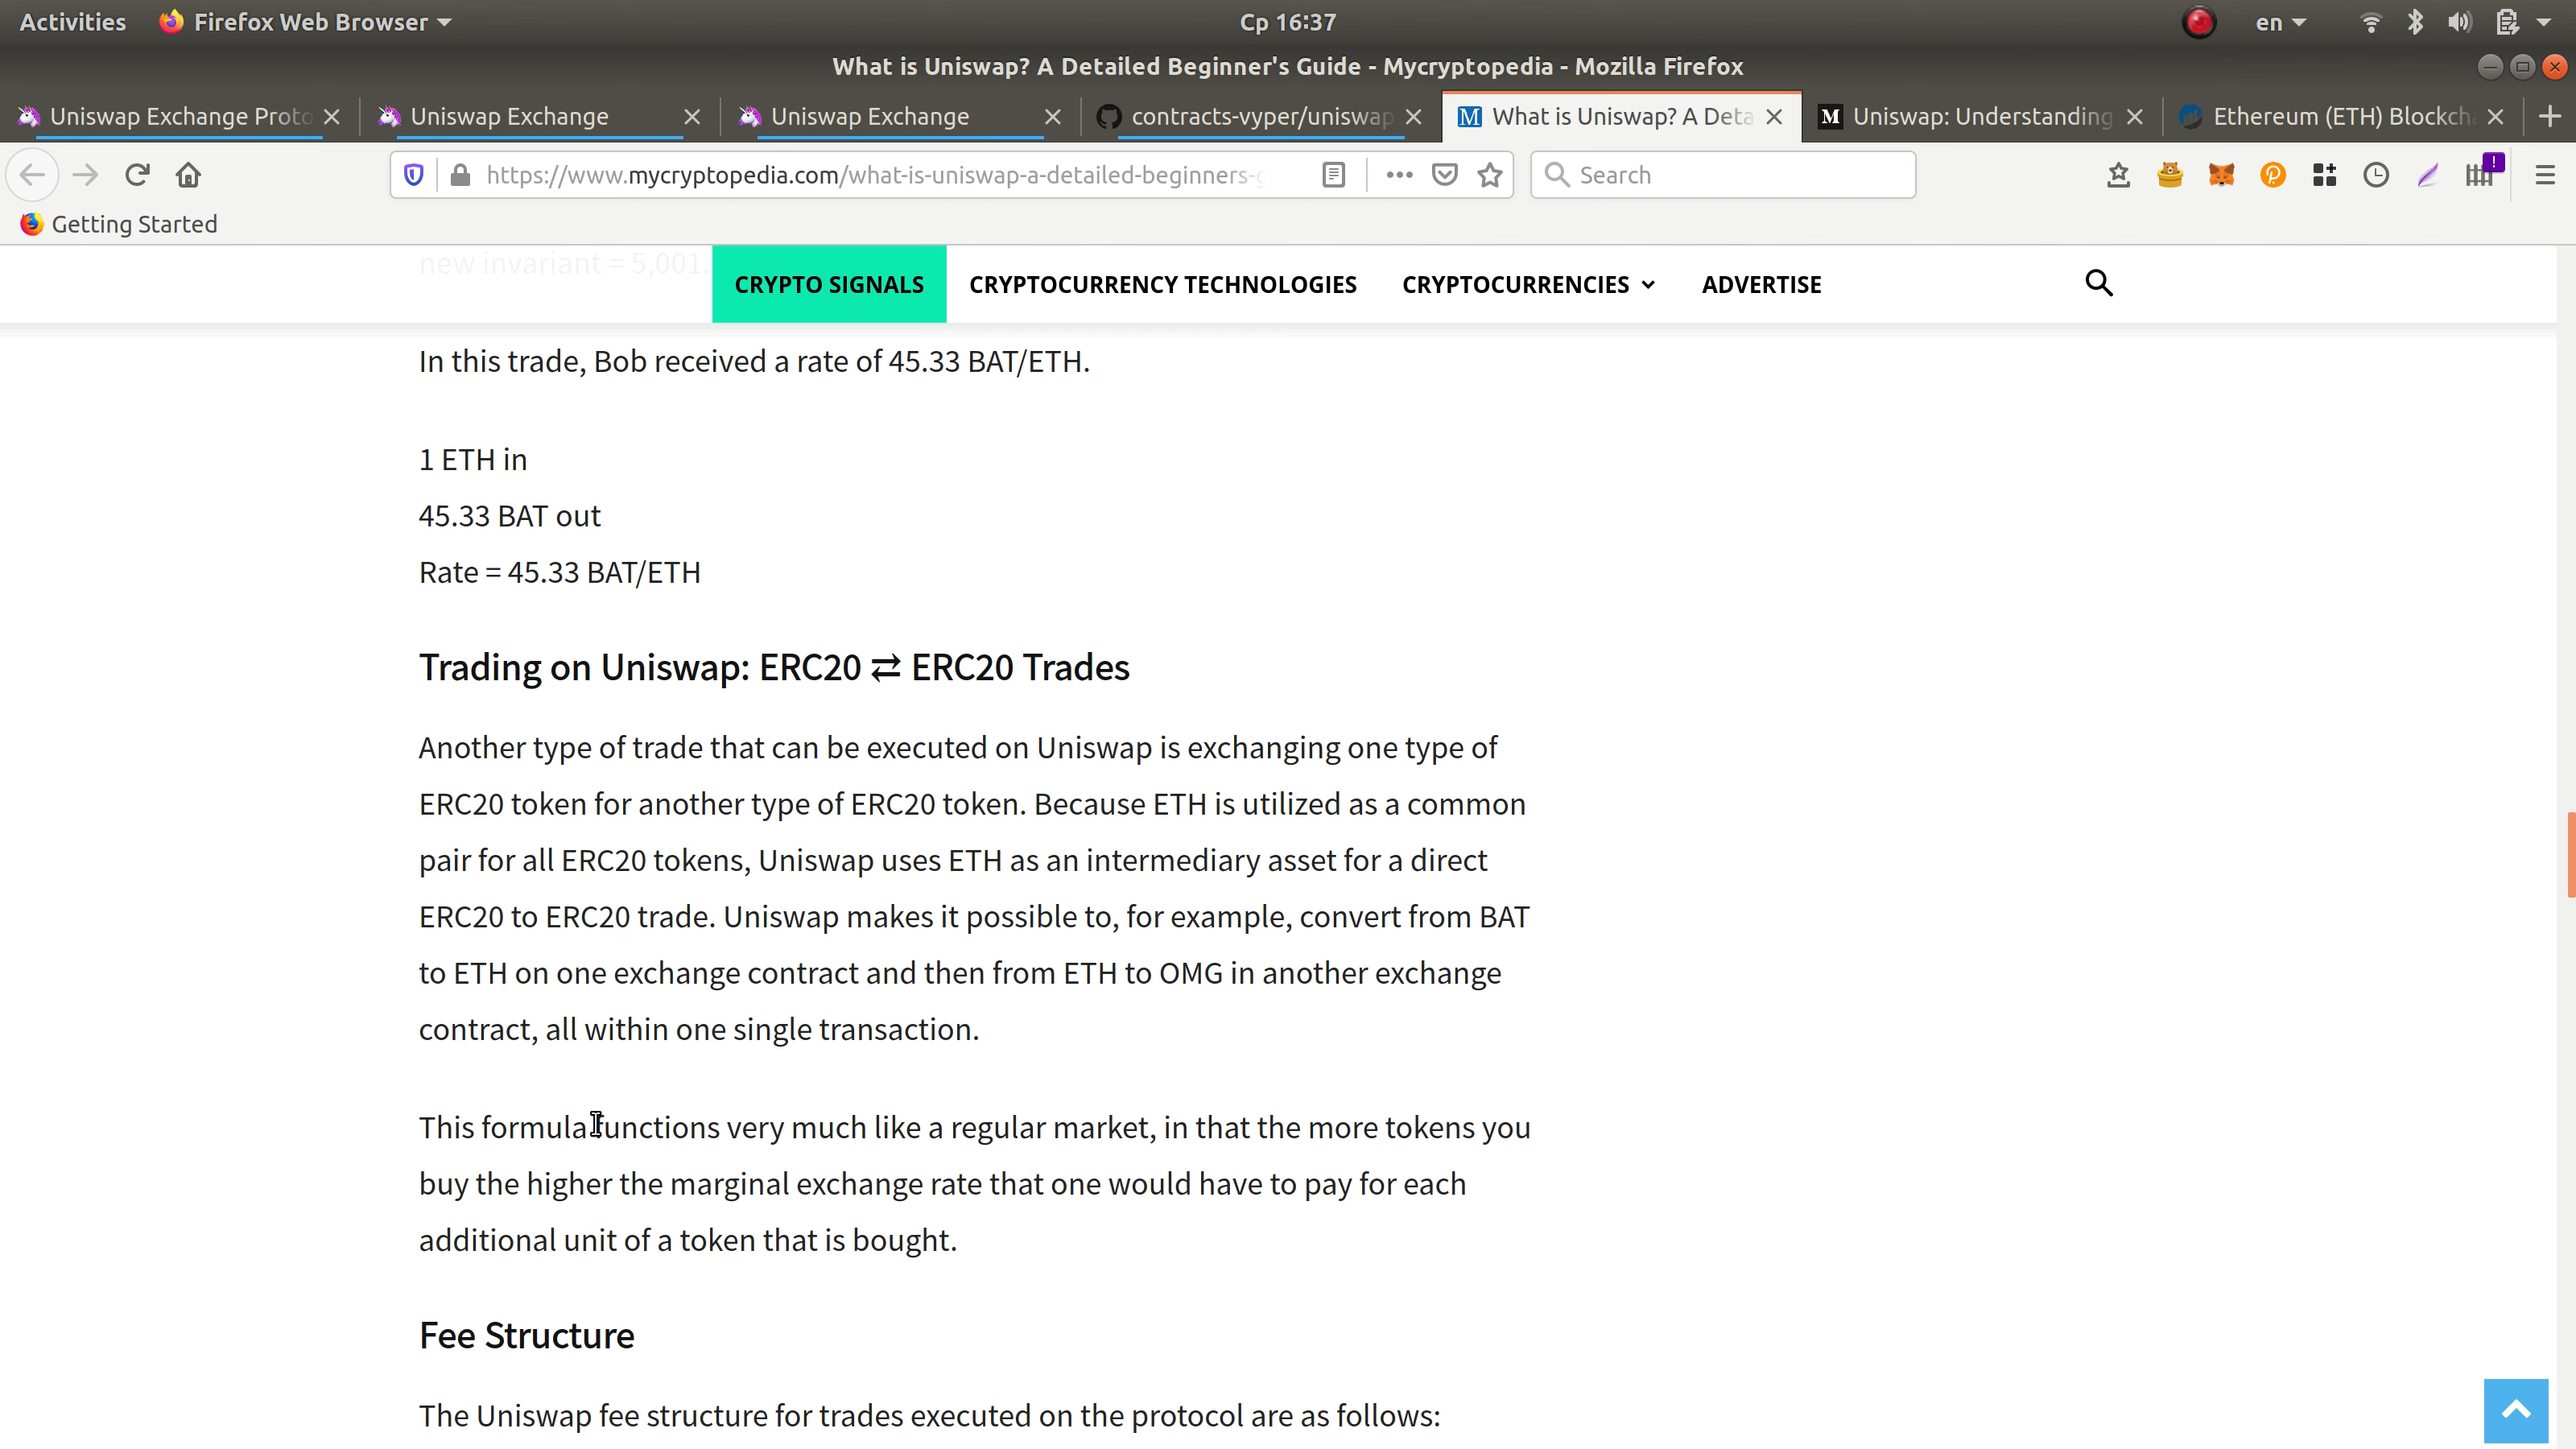 Activities
Firefox Web Browser
Ср 16:37
en
What is Uniswap? A Detailed Beginner's Guide - Mycryptopedia - Mozilla Firefox
Uniswap Exchange Proto
Uniswap Exchange
Uniswap Exchange
contracts-vyper/uniswap
What is Uniswap? A Deta
Uniswap: Understanding
Ethereum (ETH) Blockcha
https://www.mycryptopedia.com/what-is-uniswap-a-detailed-beginners-g
Search
Getting Started
new invariant = 5,001.
CRYPTO SIGNALS
CRYPTOCURRENCY TECHNOLOGIES
CRYPTOCURRENCIES
ADVERTISE
In this trade, Bob received a rate of 45.33 BAT/ETH.
1 ETH in
45.33 BAT out
Rate = 45.33 BAT/ETH
Trading on Uniswap: ERC20 ⇄ ERC20 Trades
Another type of trade that can be executed on Uniswap is exchanging one type of
ERC20 token for another type of ERC20 token. Because ETH is utilized as a common
pair for all ERC20 tokens, Uniswap uses ETH as an intermediary asset for a direct
ERC20 to ERC20 trade. Uniswap makes it possible to, for example, convert from BAT
to ETH on one exchange contract and then from ETH to OMG in another exchange
contract, all within one single transaction.
This formula functions very much like a regular market, in that the more tokens you
buy the higher the marginal exchange rate that one would have to pay for each
additional unit of a token that is bought.
Fee Structure
The Uniswap fee structure for trades executed on the protocol are as follows: